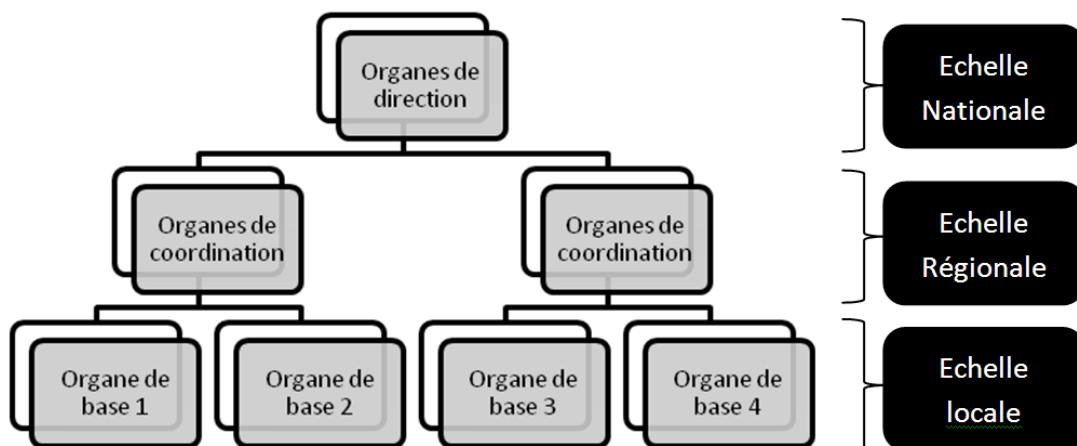 Organes de
direction
Echelle
Nationale
Organes de
coordination
Organes de
coordination
Echelle
Régionale
Organe de
base 1
Organe de
base 2
Organe de
base 3
Organe de
base 4
Echelle
locale